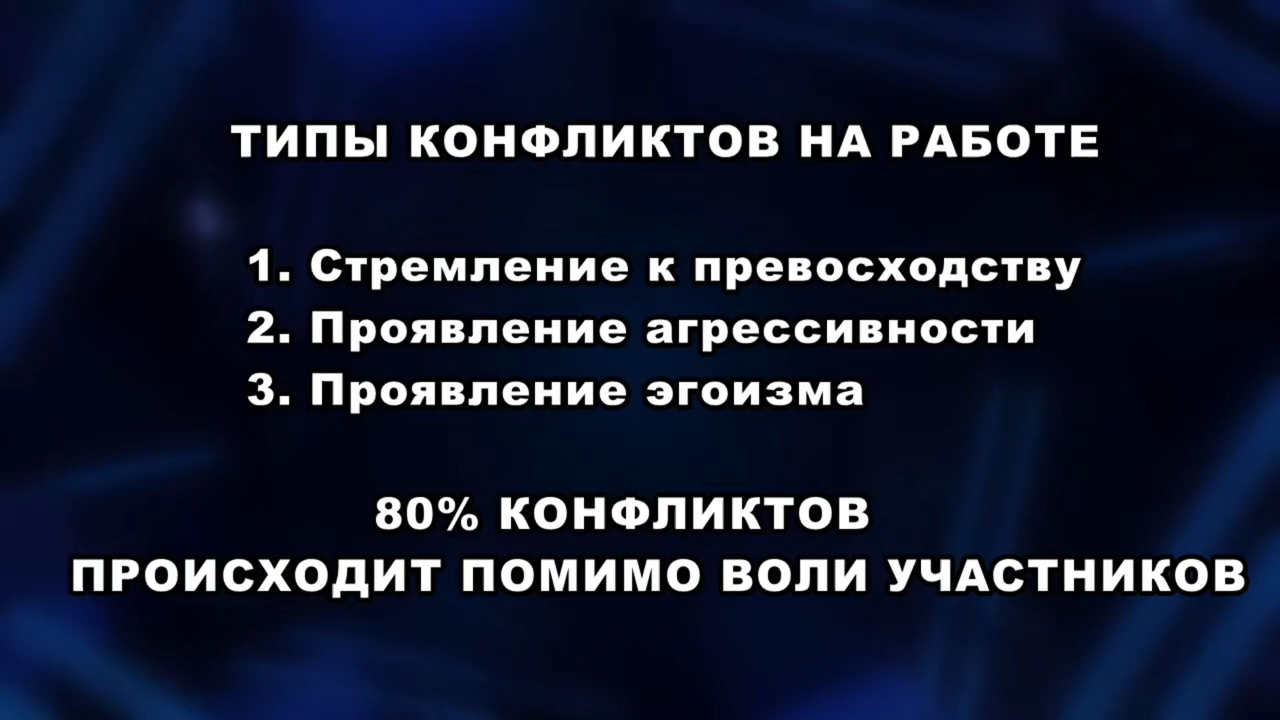 ТИПЫ КОНФЛИКТОВ НА РАБОТЕ
1. Стремление к превосходству
2. Проявление агрессивности
3. Проявление эгоизма
80% КОНФЛИКТОВ
ПРОИСХОДИТ ПОМИМО ВОЛИ УЧАСТНИКОВ